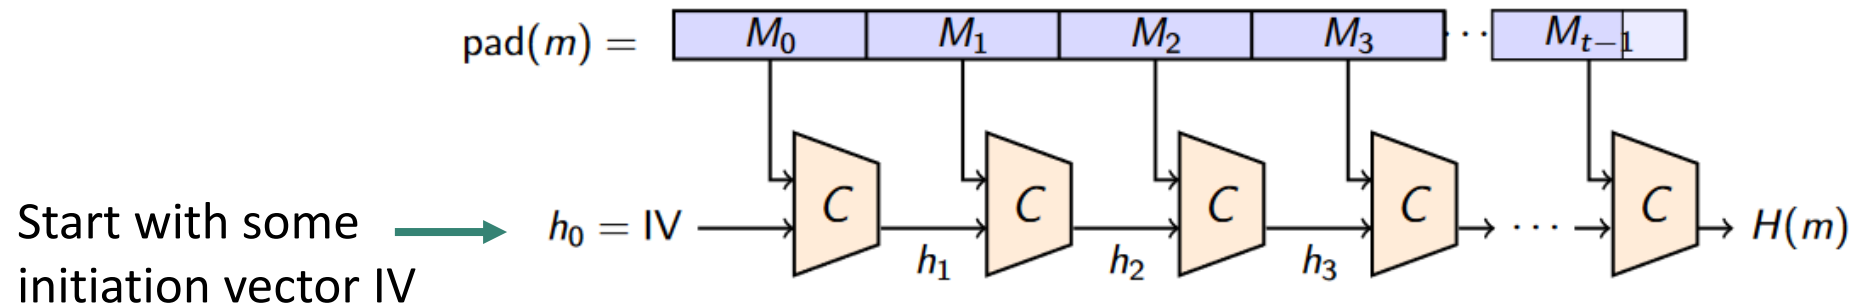 pad(m) = M₀ M₁ M₂ M₃ ··· Mₜ₋₁
C C C C C
Start with some
initiation vector IV
h₀ = IV
h₁ h₂ h₃ ··· H(m)